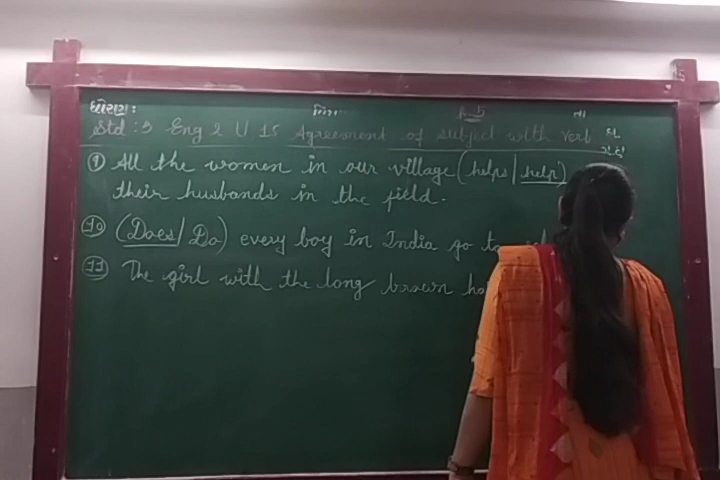 ધોરણ: વિષય
Std : 3 Eng 2 U 15 Agreement of subject with verb
9 All the women in our village (helps/help)
their husbands in the field.
10 (Does/Do) every boy in India go to
11 The girl with the long brown